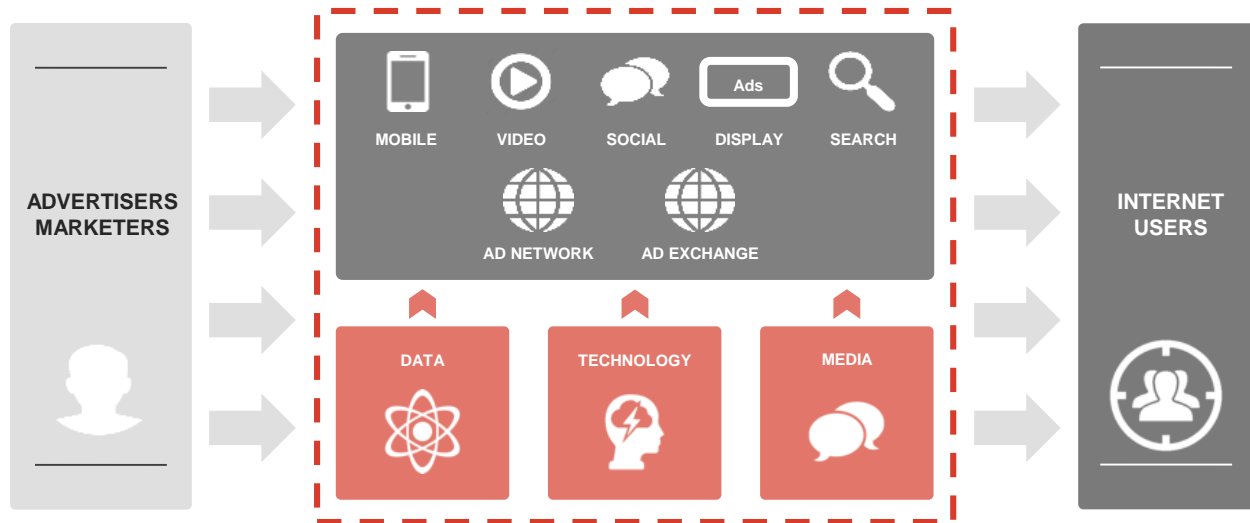 ADVERTISERS
MARKETERS
Ads
MOBILE
VIDEO
SOCIAL
DISPLAY
SEARCH
AD NETWORK
AD EXCHANGE
DATA
TECHNOLOGY
MEDIA
INTERNET
USERS